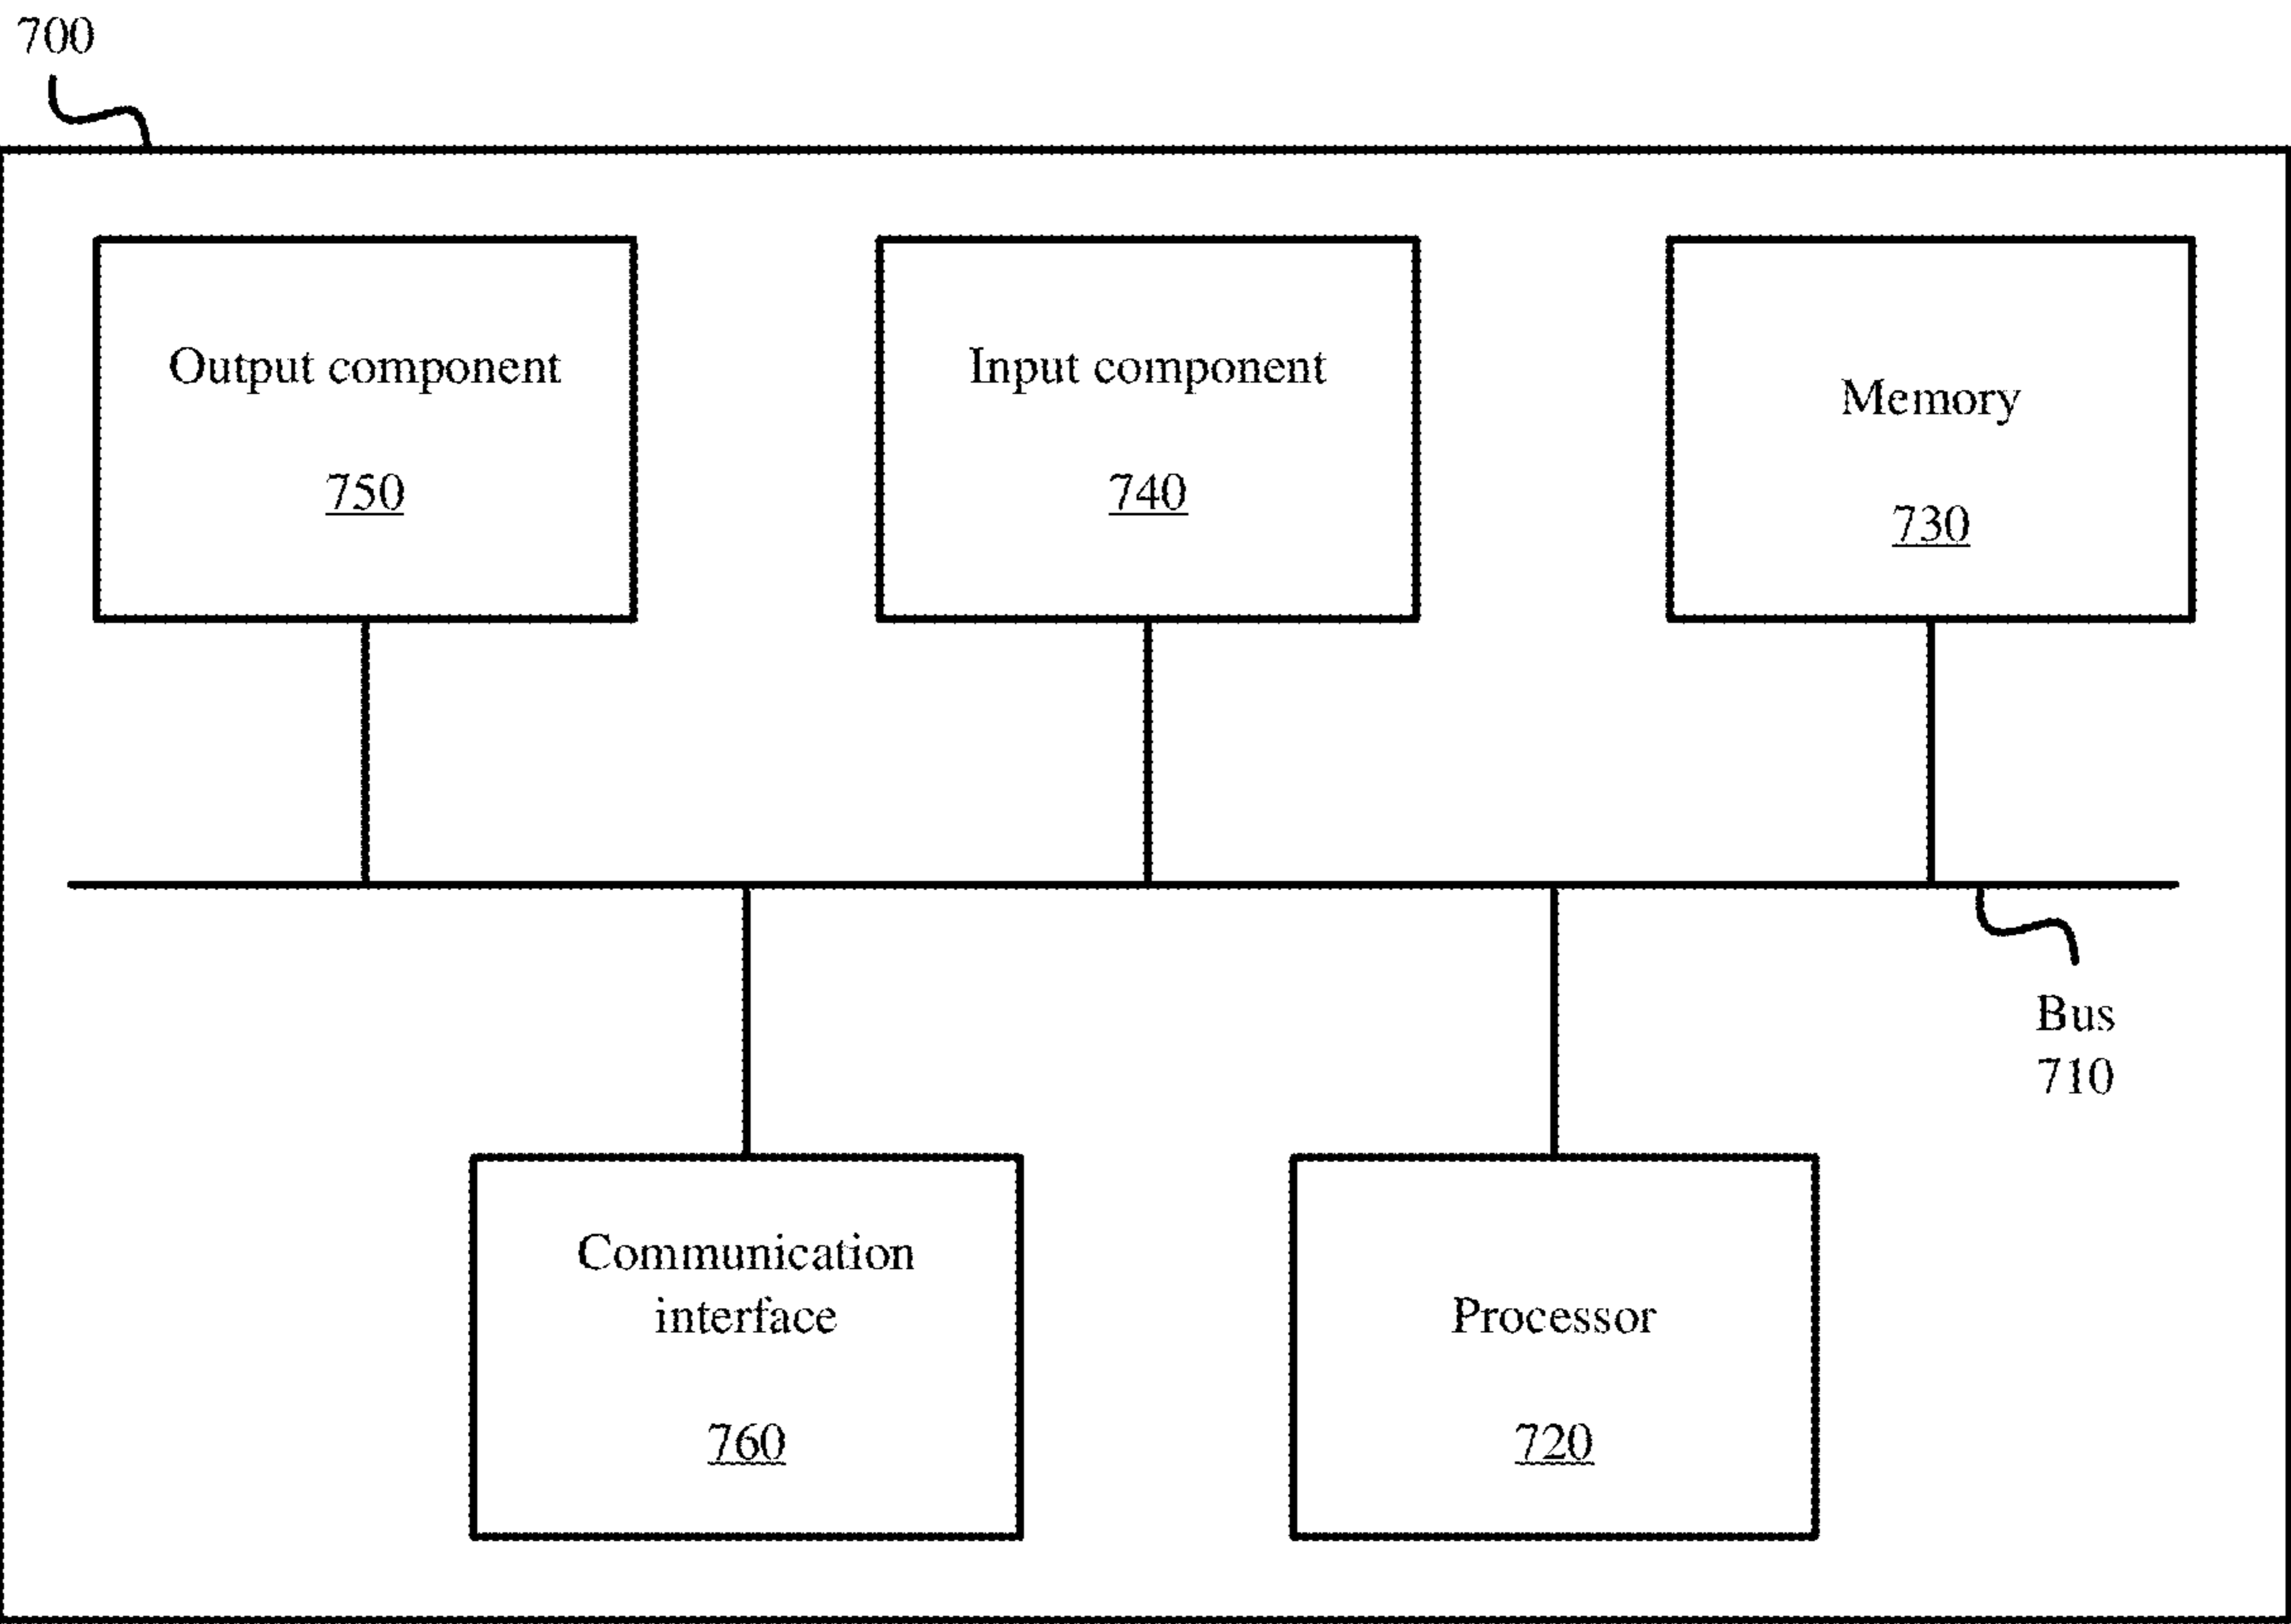 700
Output component
750
Input component
740
Memory
730
Bus
710
Communication
interface
760
Processor
720